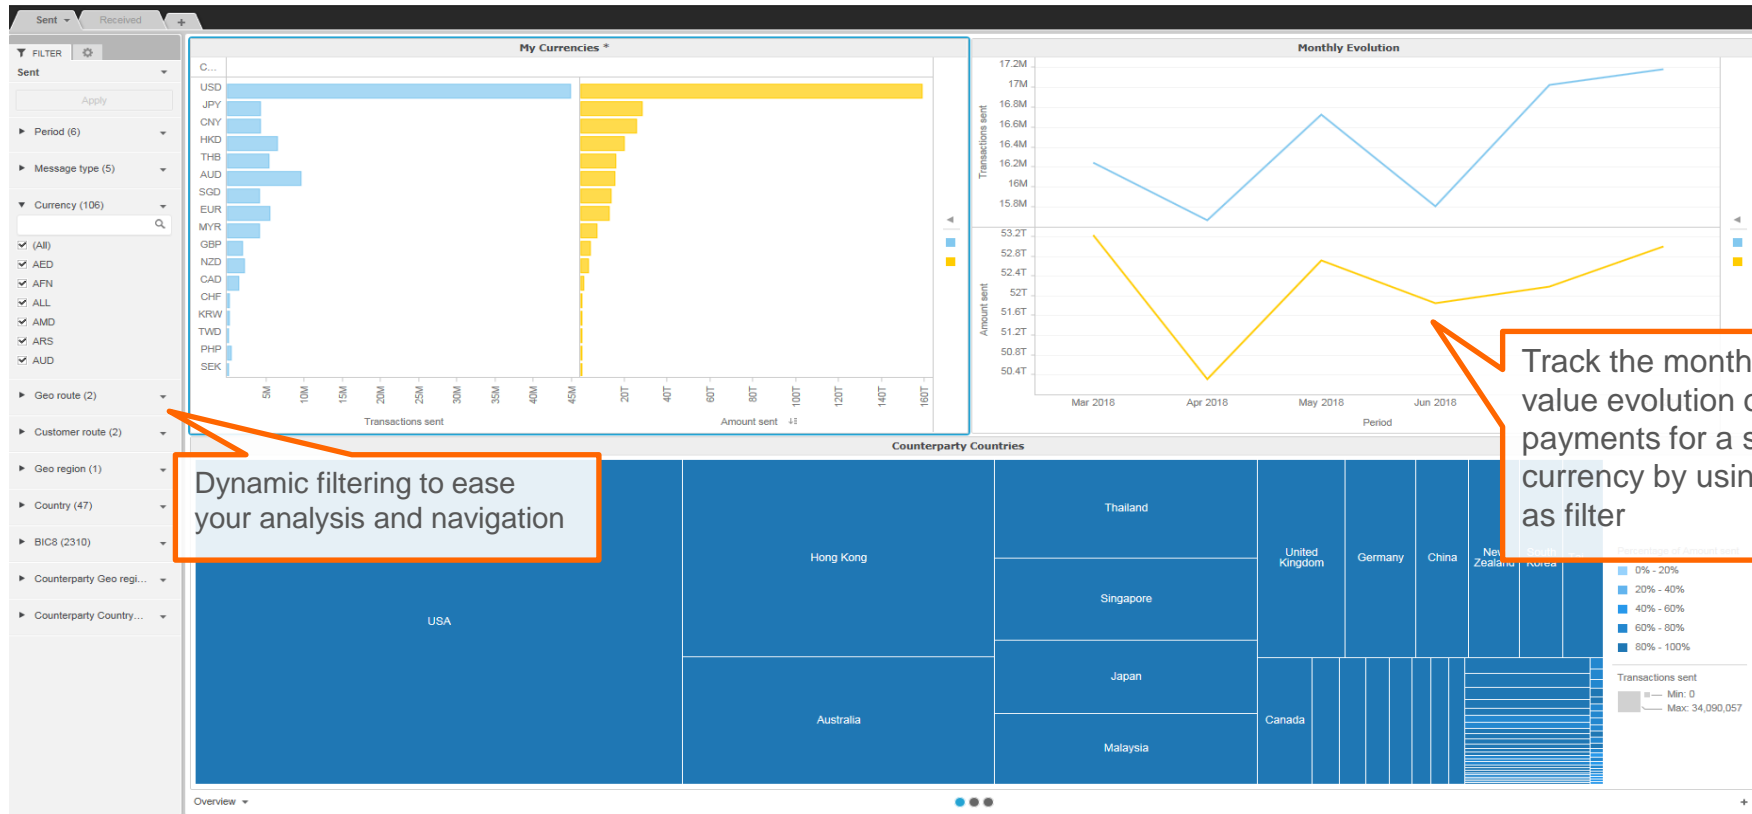 Sent
Received
+
FILTER
Sent
Apply
Period (6)
Message type (5)
Currency (106)
(All)
AED
AFN
ALL
AMD
ARS
AUD
Geo route (2)
Customer route (2)
Geo region (1)
Country (47)
BIC8 (2310)
Counterparty Geo regi...
Counterparty Country...
My Currencies *
C...
USD
JPY
CNY
HKD
THB
AUD
SGD
EUR
MYR
GBP
NZD
CAD
CHF
KRW
TWD
PHP
SEK
5M
10M
15M
20M
25M
30M
35M
40M
45M
20T
40T
60T
80T
100T
120T
140T
160T
Transactions sent
Amount sent
Monthly Evolution
17.2M
17M
16.8M
16.6M
16.4M
16.2M
16M
15.8M
Transactions sent
53.2T
52.8T
52.4T
52T
51.6T
51.2T
50.8T
50.4T
Amount sent
Mar 2018
Apr 2018
May 2018
Jun 2018
Period
Track the month
value evolution
payments for a s
currency by usin
as filter
Dynamic filtering to ease
your analysis and navigation
Counterparty Countries
USA
Hong Kong
Australia
Thailand
Singapore
Japan
Malaysia
United
Kingdom
Germany
China
New
Zealand
South
Korea
Canada
0% - 20%
20% - 40%
40% - 60%
60% - 80%
80% - 100%
Transactions sent
Min: 0
Max: 34,090,057
Overview
+